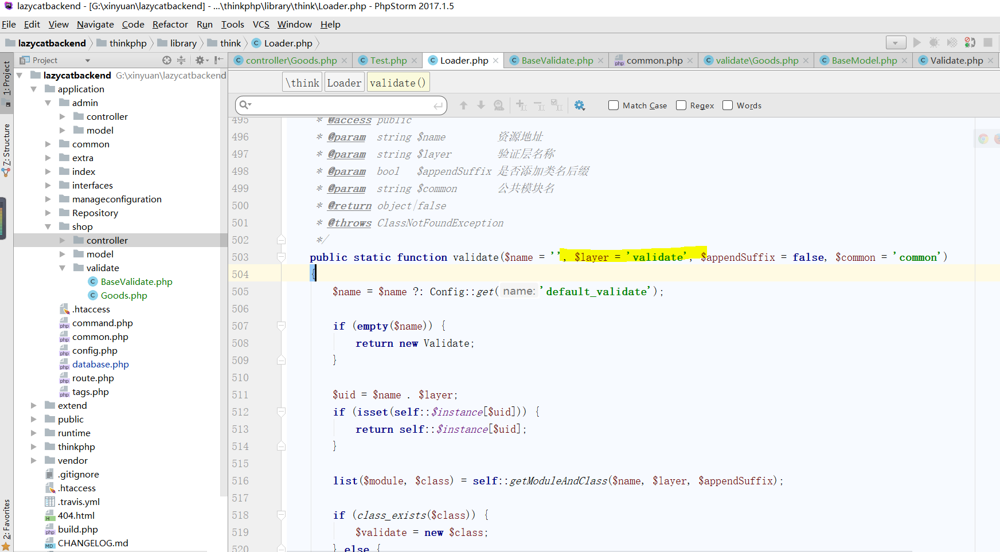 lazycatbackend - [G:\xinyuan\lazycatbackend] - ...\thinkphp\library\think\Loader.php - PhpStorm 2017.1.5
File Edit View Navigate Code Refactor Run Tools VCS Window Help
lazycatbackend thinkphp library think Loader.php
Project
controller\Goods.php Test.php Loader.php BaseValidate.php common.php validate\Goods.php BaseModel.php Validate.php
1: Project
Z: Structure
2: Favorites
lazycatbackend G:\xinyuan\lazycatbackend
application
admin
controller
model
common
extra
index
interfaces
manageconfiguration
Repository
shop
controller
model
validate
BaseValidate.php
Goods.php
.htaccess
command.php
common.php
config.php
database.php
route.php
tags.php
extend
public
runtime
thinkphp
vendor
.gitignore
.htaccess
.travis.yml
404.html
build.php
CHANGELOG.md
\think Loader validate()
Match Case Regex Words
495 * @access public
496 * @param string $name 资源地址
497 * @param string $layer 验证层名称
498 * @param bool $appendSuffix 是否添加类名后缀
499 * @param string $common 公共模块名
500 * @return object|false
501 * @throws ClassNotFoundException
502 */
503 public static function validate($name = '', $layer = 'validate', $appendSuffix = false, $common = 'common')
504 {
505 $name = $name ?: Config::get( name: 'default_validate');
506
507 if (empty($name)) {
508 return new Validate;
509 }
510
511 $uid = $name . $layer;
512 if (isset(self::$instance[$uid])) {
513 return self::$instance[$uid];
514 }
515
516 list($module, $class) = self::getModuleAndClass($name, $layer, $appendSuffix);
517
518 if (class_exists($class)) {
519 $validate = new $class;
520 } else {